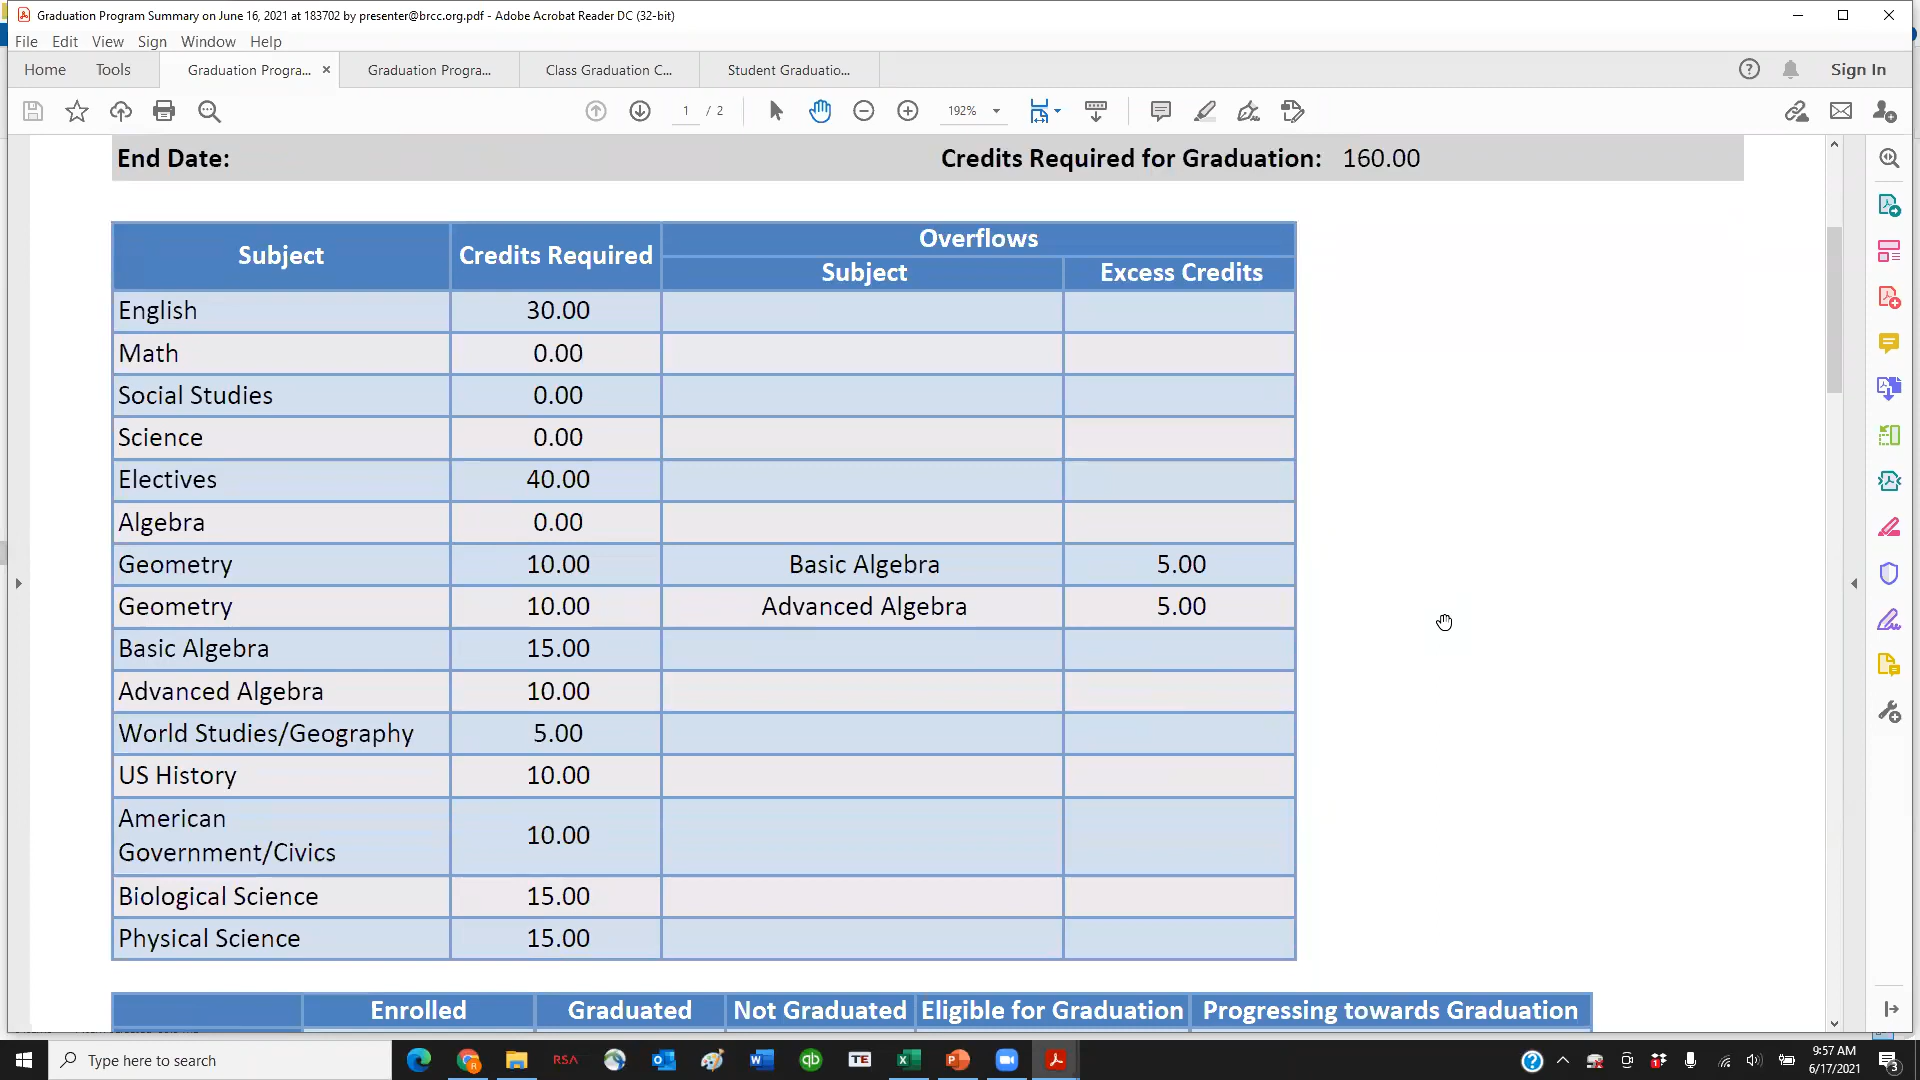 Graduation Program Summary on June 16, 2021 at 183702 by presenter@brcc.org.pdf - Adobe Acrobat Reader DC (32-bit)
File Edit View Sign Window Help
Home Tools Graduation Progra... × Graduation Progra... Class Graduation C... Student Graduatio... Sign In
1 / 2 192%
End Date: Credits Required for Graduation: 160.00
Overflows
Subject Credits Required
Subject Excess Credits
English 30.00
Math 0.00
Social Studies 0.00
Science 0.00
Electives 40.00
Algebra 0.00
Geometry 10.00 Basic Algebra 5.00
Geometry 10.00 Advanced Algebra 5.00
Basic Algebra 15.00
Advanced Algebra 10.00
World Studies/Geography 5.00
US History 10.00
American
Government/Civics 10.00
Biological Science 15.00
Physical Science 15.00
Enrolled Graduated Not Graduated Eligible for Graduation Progressing towards Graduation
Type here to search
RSA
TE
9:57 AM
6/17/2021
3